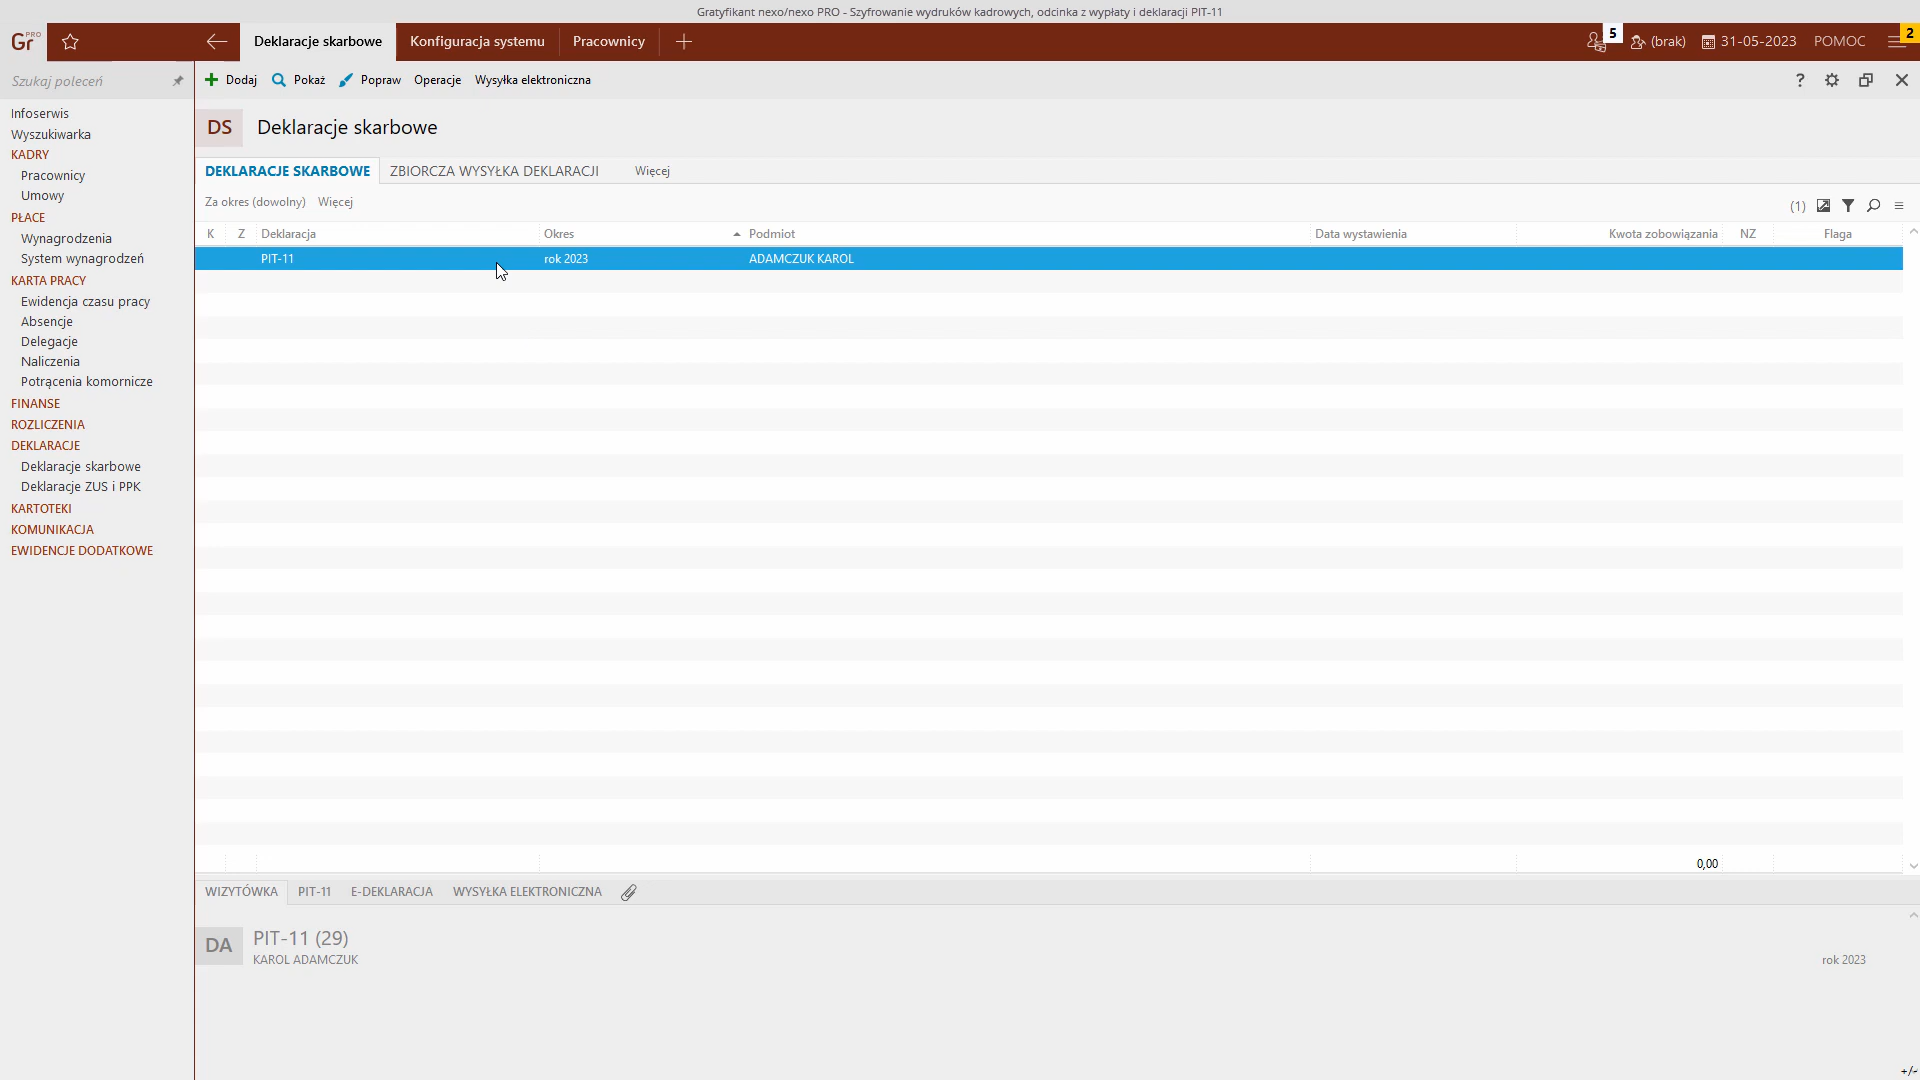 Gratyfikant nexo/nexo PRO - Szyfrowanie wydruków kadrowych, odcinka z wypłaty i deklaracji PIT-11
Gr PRO
Deklaracje skarbowe
Konfiguracja systemu
Pracownicy
5
(brak)
31-05-2023
POMOC
2
Szukaj poleceń
Dodaj
Pokaż
Popraw
Operacje
Wysyłka elektroniczna
?
Infoserwis
Wyszukiwarka
KADRY
Pracownicy
Umowy
PŁACE
Wynagrodzenia
System wynagrodzeń
KARTA PRACY
Ewidencja czasu pracy
Absencje
Delegacje
Naliczenia
Potrącenia komornicze
FINANSE
ROZLICZENIA
DEKLARACJE
Deklaracje skarbowe
Deklaracje ZUS i PPK
KARTOTEKI
KOMUNIKACJA
EWIDENCJE DODATKOWE
DS
Deklaracje skarbowe
DEKLARACJE SKARBOWE
ZBIORCZA WYSYŁKA DEKLARACJI
Więcej
Za okres (dowolny)
Więcej
(1)
K Z Deklaracja Okres Podmiot Data wystawienia Kwota zobowiązania NZ Flaga
PIT-11 rok 2023 ADAMCZUK KAROL
0,00
WIZYTÓWKA
PIT-11
E-DEKLARACJA
WYSYŁKA ELEKTRONICZNA
DA
PIT-11 (29)
KAROL ADAMCZUK
rok 2023
+/-